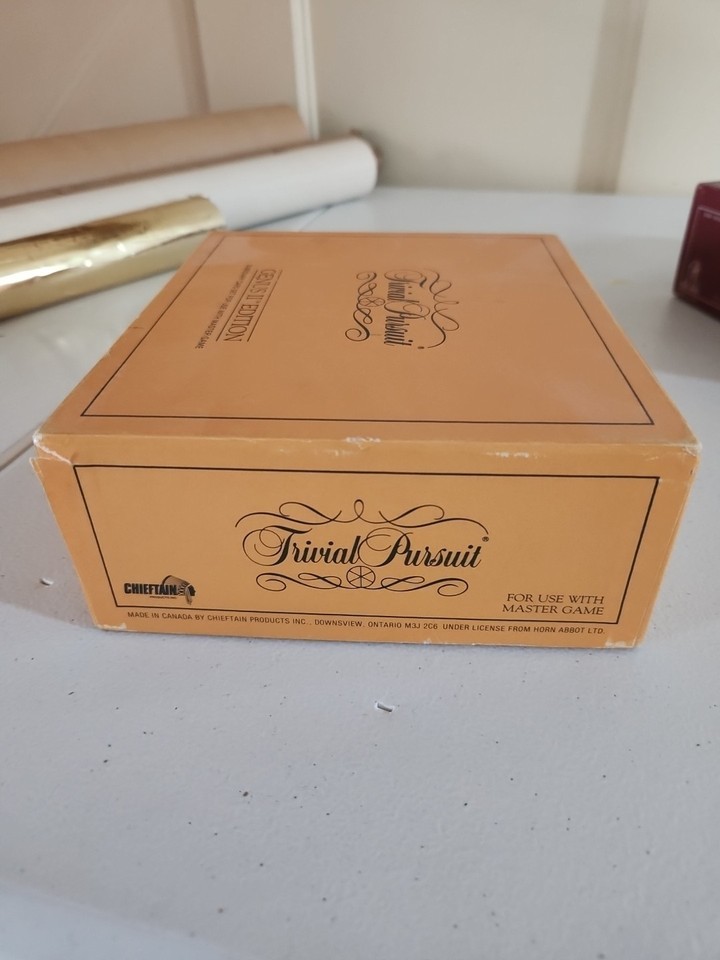 Trivial Pursuit
GENUS II EDITION
Trivial Pursuit®
CHIEFTAIN
FOR USE WITH
MASTER GAME
MADE IN CANADA BY CHIEFTAIN PRODUCTS INC., DOWNSVIEW, ONTARIO M3J 2C6 UNDER LICENSE FROM HORN ABBOT LTD.